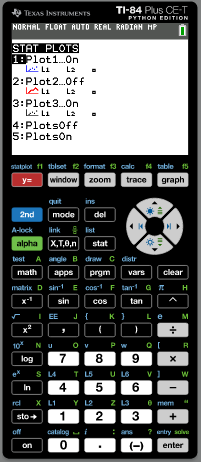 TEXAS INSTRUMENTS TI-84 Plus CE-T
PYTHON EDITION
NORMAL FLOAT AUTO REAL RADIAN MP
STAT PLOTS
1:Plot1…On
L1 L2
2:Plot2…Off
L1 L2
3:Plot3…On
L1 L2
4:PlotsOff
5:PlotsOn
statplot f1 tblset f2 format f3 calc f4 table f5
y= window zoom trace graph
quit ins
2nd mode del
A-lock link list
alpha X,T,θ,n stat
test A angle B draw C distr
math apps prgm vars clear
matrix D sin⁻¹ E cos⁻¹ F tan⁻¹ G π H
x⁻¹ sin cos tan ^
√ I EE J { K } L e M
x² , ( ) ÷
10ˣ N u O v P w Q [ R
log 7 8 9 ×
eˣ S L4 T L5 U L6 V ] W
ln 4 5 6 −
rcl X L1 Y L2 Z L3 θ mem "
sto→ 1 2 3 +
off catalog i : ans ? entry solve
on 0 . (−) enter